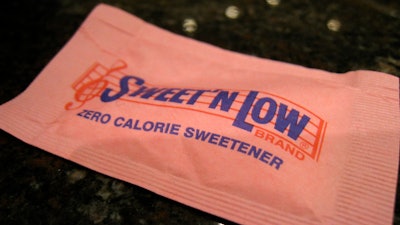 SWEET'N LOW®
BRAND
ZERO CALORIE SWEETENER